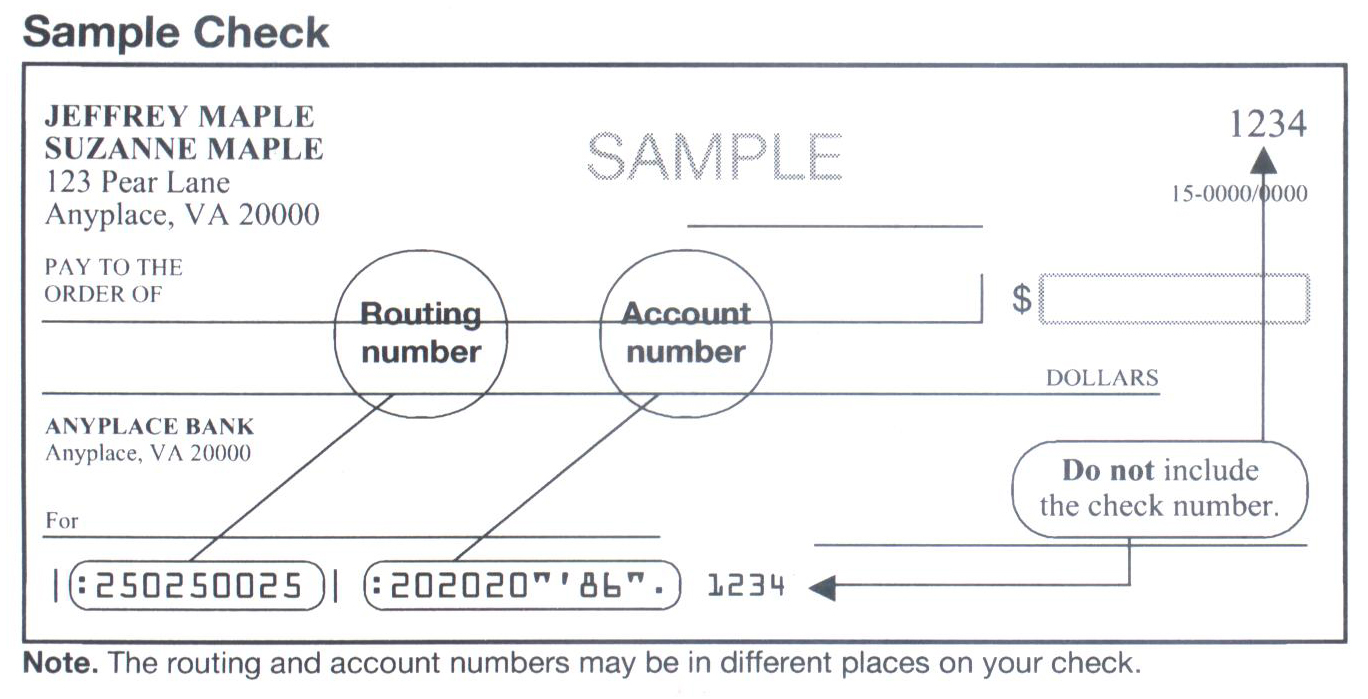 Sample Check
JEFFREY MAPLE
SUZANNE MAPLE
123 Pear Lane
Anyplace, VA 20000
SAMPLE
1234
15-0000/0000
PAY TO THE
ORDER OF
$
Routing
number
Account
number
DOLLARS
ANYPLACE BANK
Anyplace, VA 20000
Do not include
the check number.
For
|:250250025| :202020"'86". 1234
Note. The routing and account numbers may be in different places on your check.